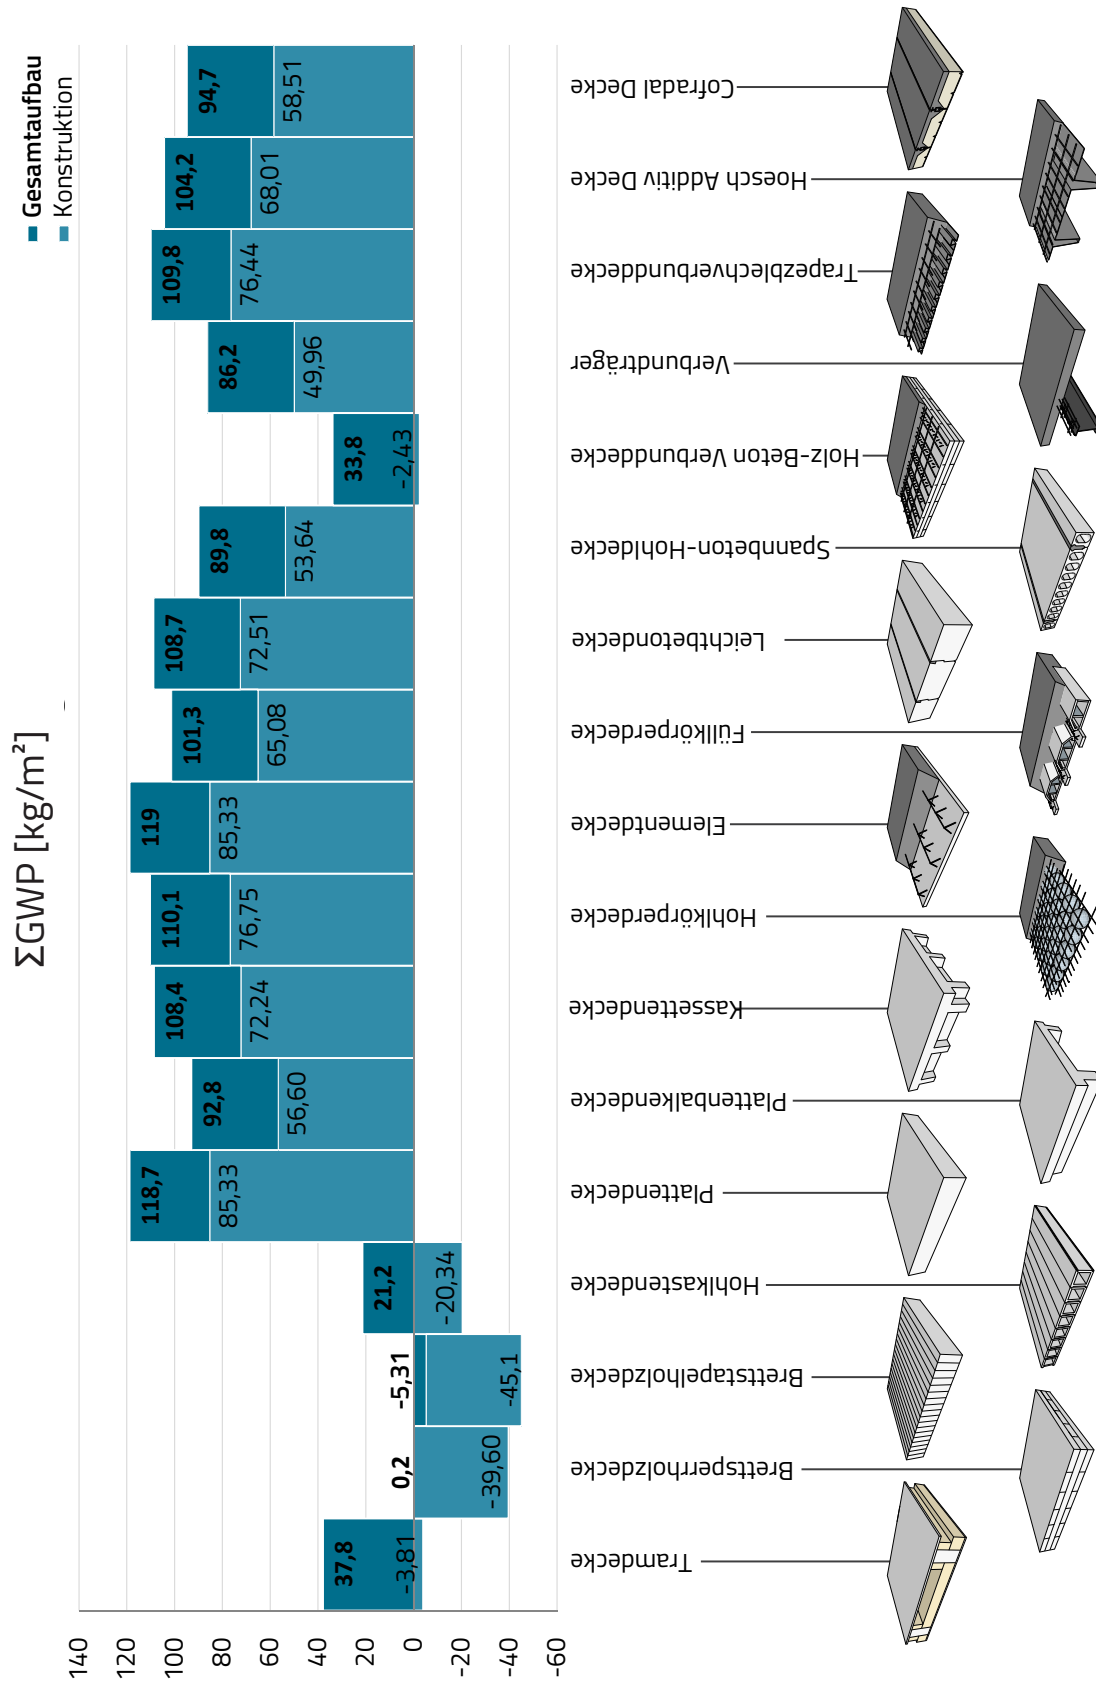 ΣGWP [kg/m²]
Gesamtaufbau
Konstruktion
140
120
100
80
60
40
20
0
-20
-40
-60
37,8
-3,81
0,2
-39,60
-5,31
-45,1
21,2
-20,34
118,7
85,33
92,8
56,60
108,4
72,24
110,1
76,75
119
85,33
101,3
65,08
108,7
72,51
89,8
53,64
33,8
-2,43
86,2
49,96
109,8
76,44
104,2
68,01
94,7
58,51
Tramdecke
Brettsperrholzdecke
Brettstapelholzdecke
Hohlkastendecke
Plattendecke
Plattenbalkendecke
Kassettendecke
Hohlkörperdecke
Elementdecke
Füllkörperdecke
Leichtbetondecke
Spannbeton-Hohldecke
Holz-Beton Verbunddecke
Verbundträger
Trapezblechverbunddecke
Hoesch Additiv Decke
Cofradal Decke